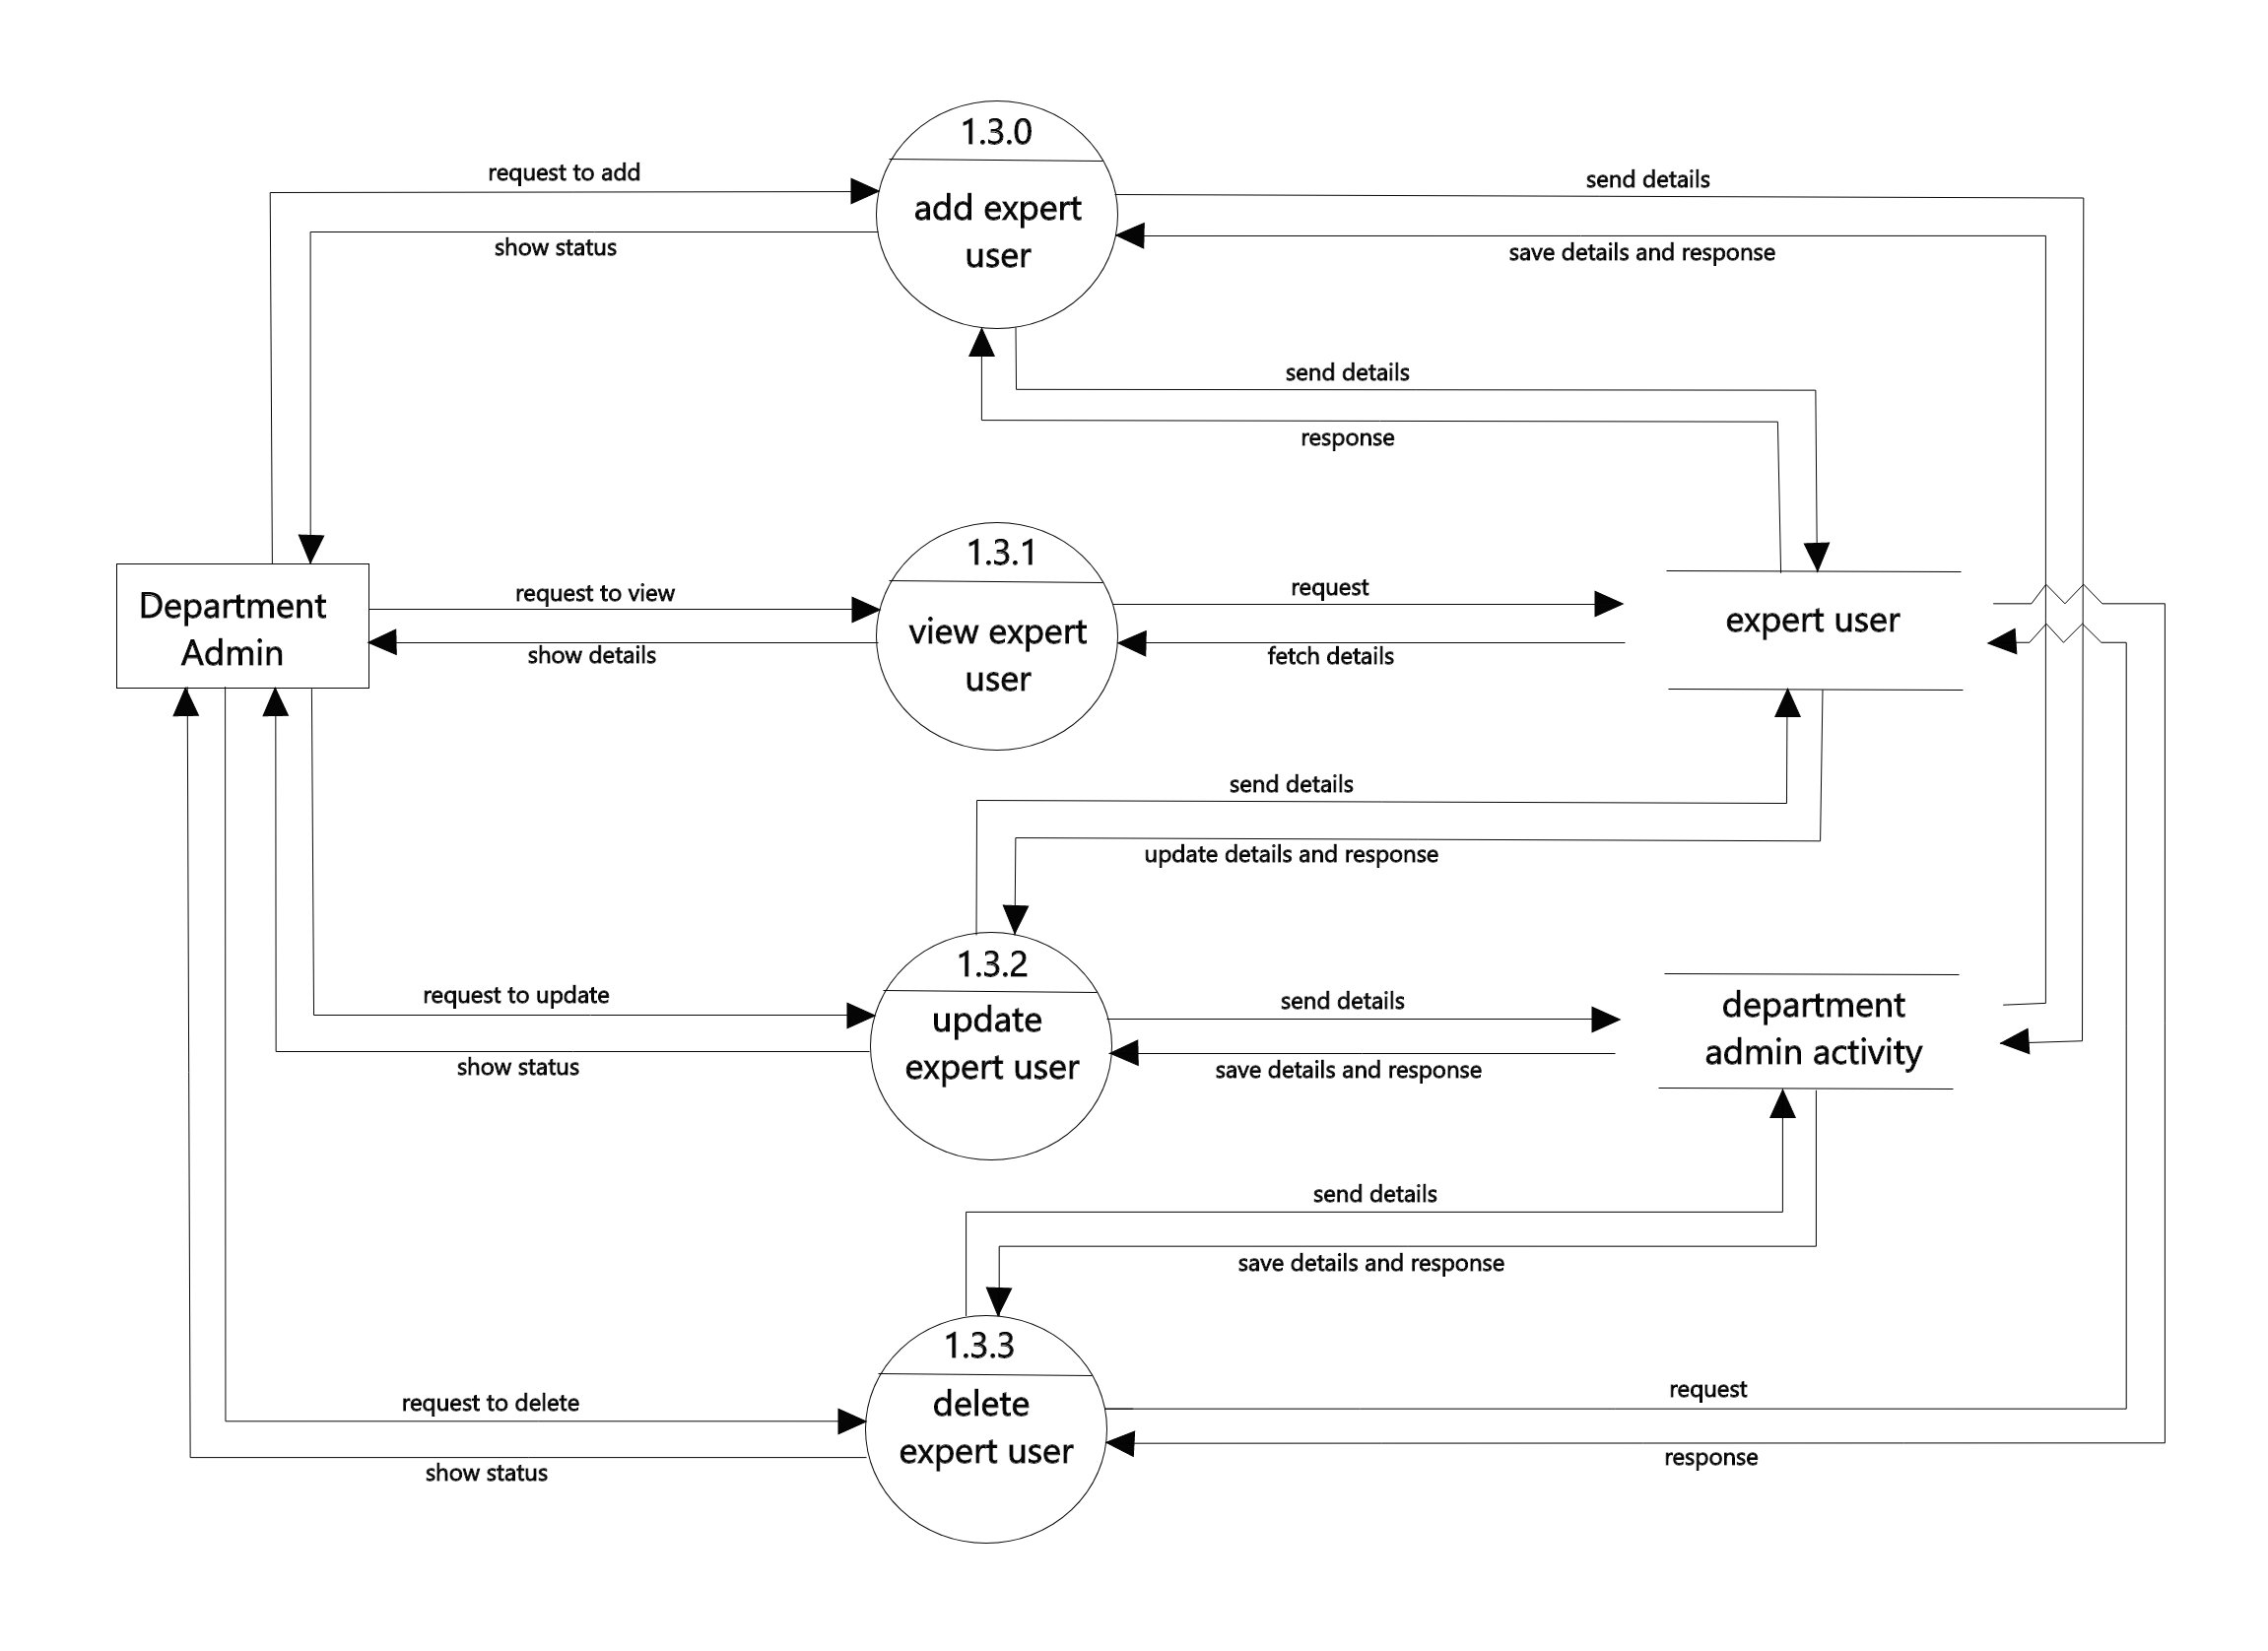 1.3.0
request to add
send details
add expert
user
show status
save details and response
send details
response
1.3.1
request to view
request
Department
Admin
view expert
user
expert user
show details
fetch details
send details
update details and response
1.3.2
request to update
send details
update
expert user
department
admin activity
show status
save details and response
send details
save details and response
1.3.3
request to delete
request
delete
expert user
show status
response